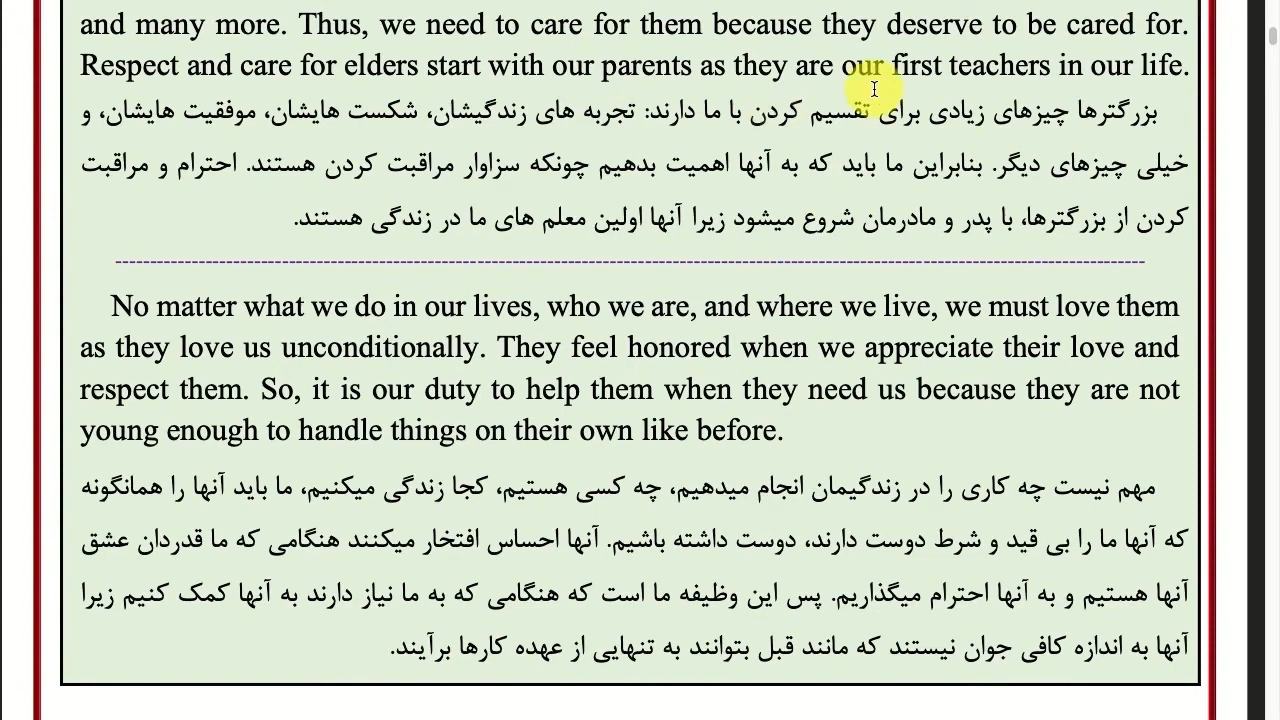 and many more. Thus, we need to care for them because they deserve to be cared for.
Respect and care for elders start with our parents as they are our first teachers in our life.
بزرگترها چیزهای زیادی برای تقسیم کردن با ما دارند: تجربه های زندگیشان، شکست هایشان، موفقیت هایشان، و
خیلی چیزهای دیگر. بنابراین ما باید که به آنها اهمیت بدهیم چونکه سزاوار مراقبت کردن هستند. احترام و مراقبت
کردن از بزرگترها، با پدر و مادرمان شروع میشود زیرا آنها اولین معلم های ما در زندگی هستند.
No matter what we do in our lives, who we are, and where we live, we must love them
as they love us unconditionally. They feel honored when we appreciate their love and
respect them. So, it is our duty to help them when they need us because they are not
young enough to handle things on their own like before.
مهم نیست چه کاری را در زندگیمان انجام میدهیم، چه کسی هستیم، کجا زندگی میکنیم، ما باید آنها را همانگونه
که آنها ما را بی قید و شرط دوست دارند، دوست داشته باشیم. آنها احساس افتخار میکنند هنگامی که ما قدردان عشق
آنها هستیم و به آنها احترام میگذاریم. پس این وظیفه ما است که هنگامی که به ما نیاز دارند به آنها کمک کنیم زیرا
آنها به اندازه کافی جوان نیستند که مانند قبل بتوانند به تنهایی از عهده کارها برآیند.